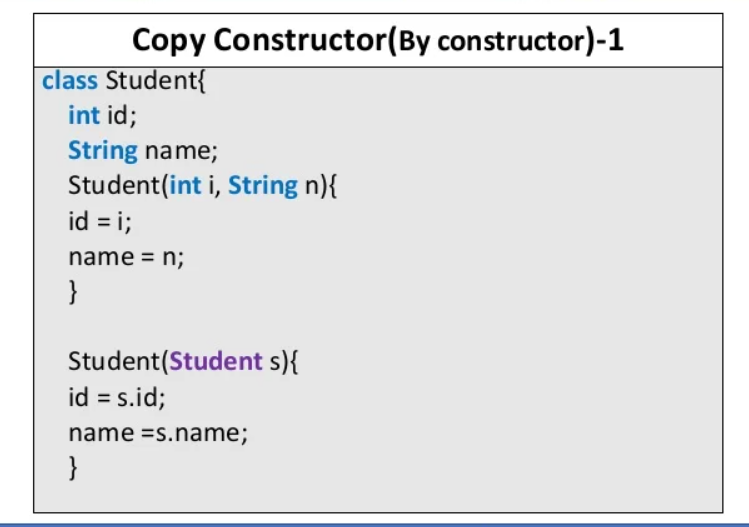 Copy Constructor(By constructor)-1
class Student{
int id;
String name;
Student(int i, String n){
id = i;
name = n;
}
Student(Student s){
id = s.id;
name =s.name;
}